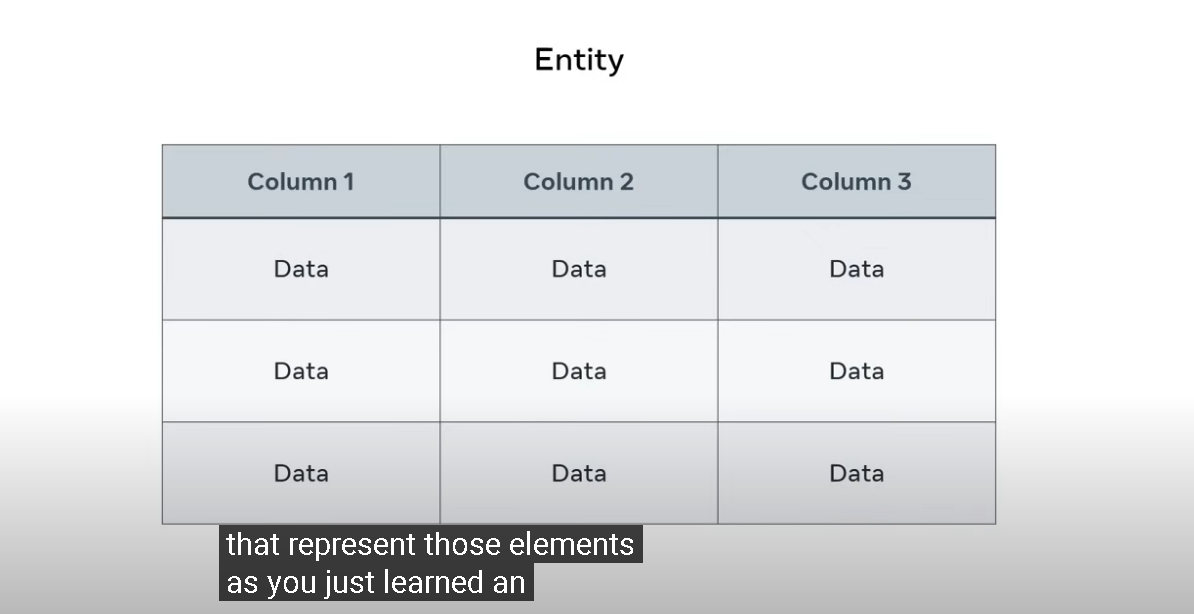 Entity
Column 1 Column 2 Column 3
Data Data Data
Data Data Data
Data Data Data
that represent those elements
as you just learned an